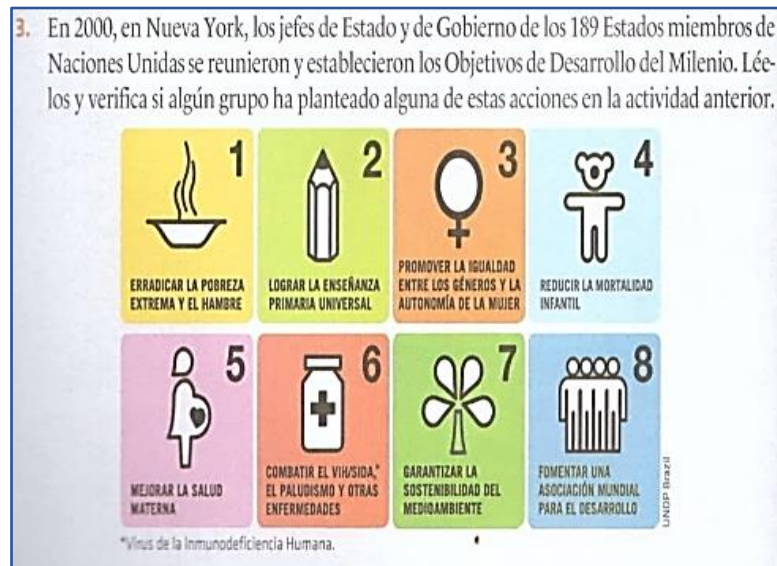 3. En 2000, en Nueva York, los jefes de Estado y de Gobierno de los 189 Estados miembros de
Naciones Unidas se reunieron y establecieron los Objetivos de Desarrollo del Milenio. Lée-
los y verifica si algún grupo ha planteado alguna de estas acciones en la actividad anterior.
1
ERRADICAR LA POBREZA
EXTREMA Y EL HAMBRE
2
LOGRAR LA ENSEÑANZA
PRIMARIA UNIVERSAL
3
PROMOVER LA IGUALDAD
ENTRE LOS GÉNEROS Y LA
AUTONOMÍA DE LA MUJER
4
REDUCIR LA MORTALIDAD
INFANTIL
5
MEJORAR LA SALUD
MATERNA
6
COMBATIR EL VIH/SIDA,*
EL PALUDISMO Y OTRAS
ENFERMEDADES
7
GARANTIZAR LA
SOSTENIBILIDAD DEL
MEDIOAMBIENTE
8
FOMENTAR UNA
ASOCIACIÓN MUNDIAL
PARA EL DESARROLLO
UNDP Brazil
*Virus de la Inmunodeficiencia Humana.